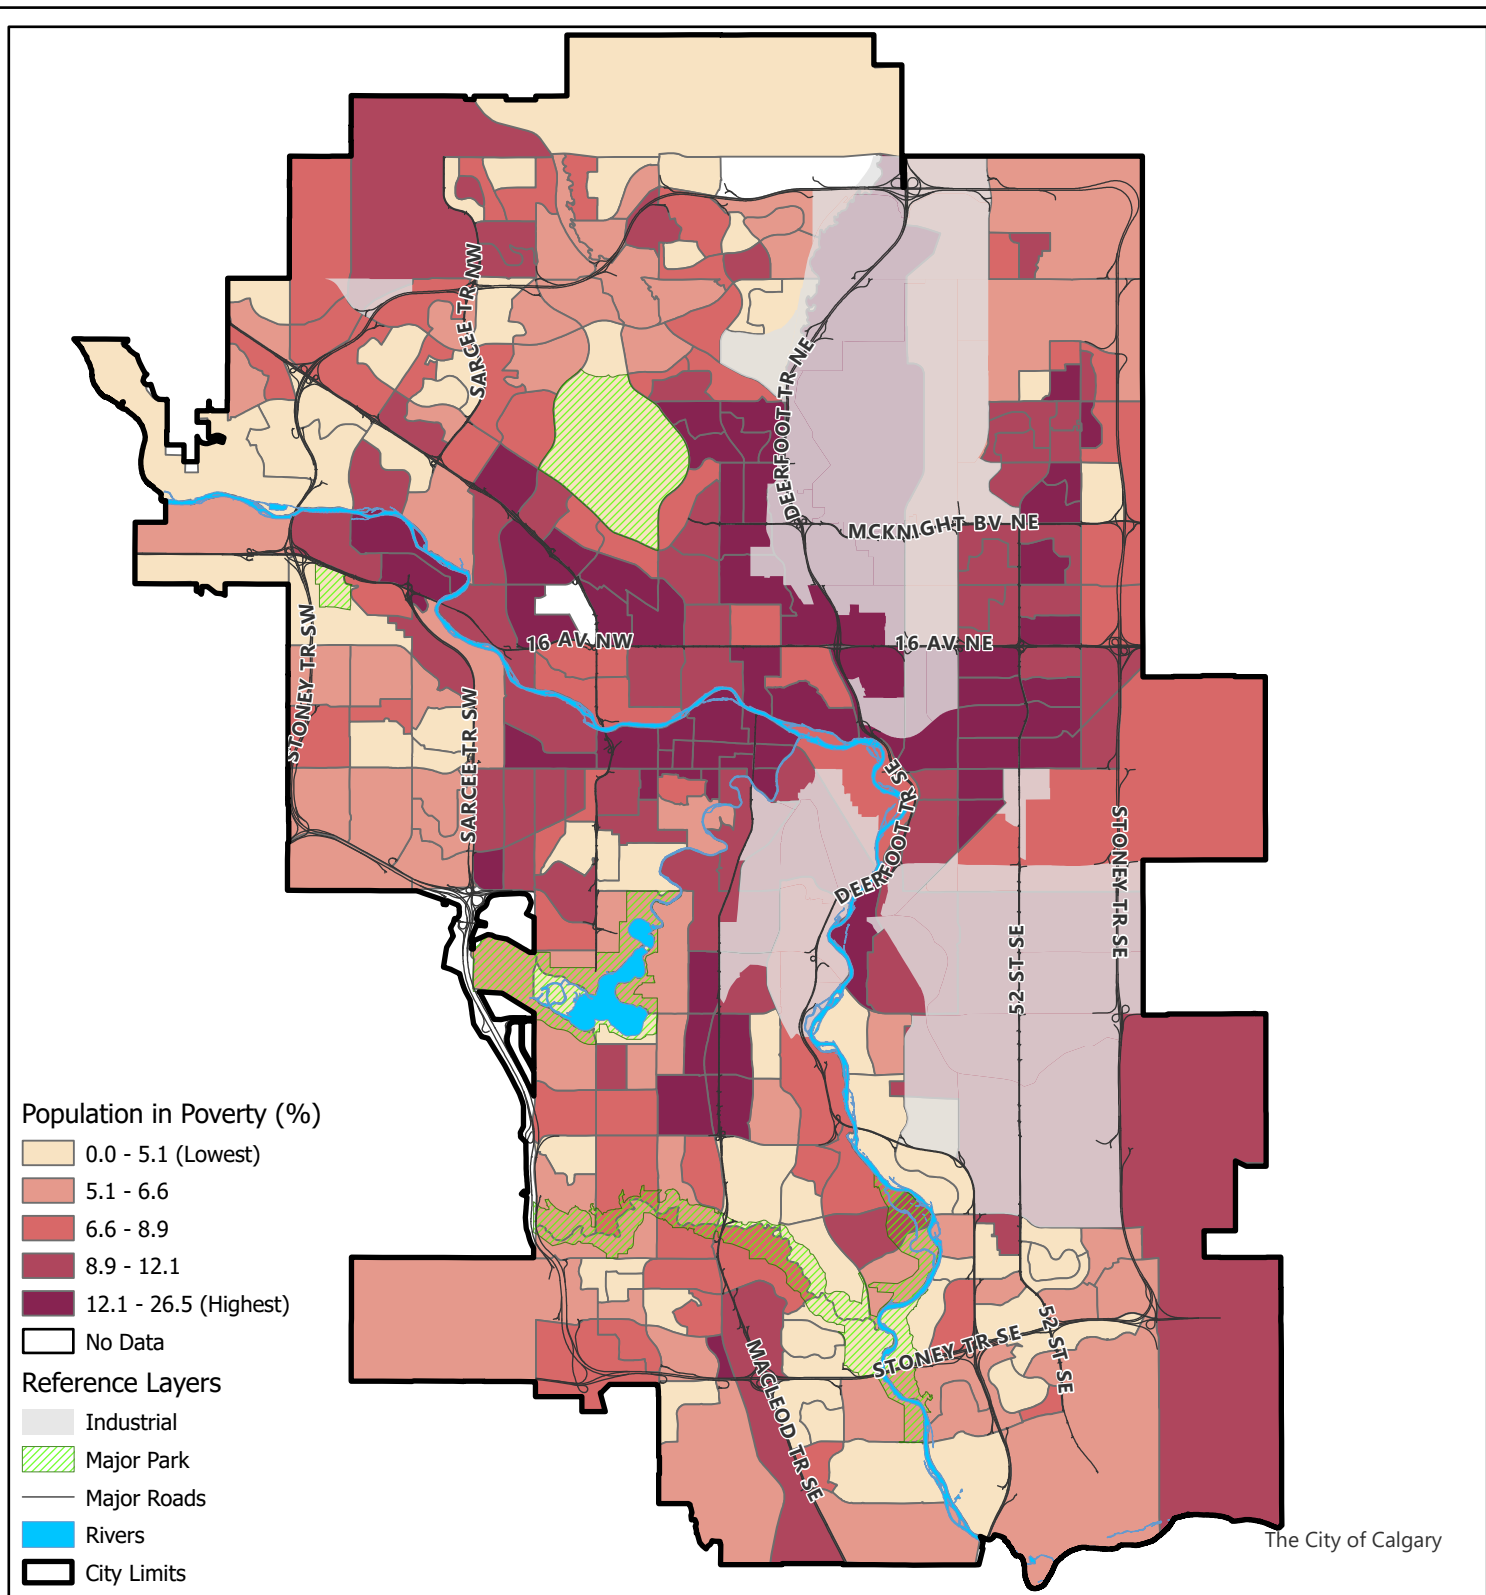 SARCEE TR NW
DEERFOOT TR NE
MCKNIGHT BV NE
16 AV NW
16 AV NE
STONEY TR SW
SARCEE TR SW
DEERFOOT TR SE
STONEY TR SE
52 ST SE
52 ST SE
STONEY TR SE
MACLEOD TR SE
Population in Poverty (%)
0.0 - 5.1 (Lowest)
5.1 - 6.6
6.6 - 8.9
8.9 - 12.1
12.1 - 26.5 (Highest)
No Data
Reference Layers
Industrial
Major Park
Major Roads
Rivers
City Limits
The City of Calgary